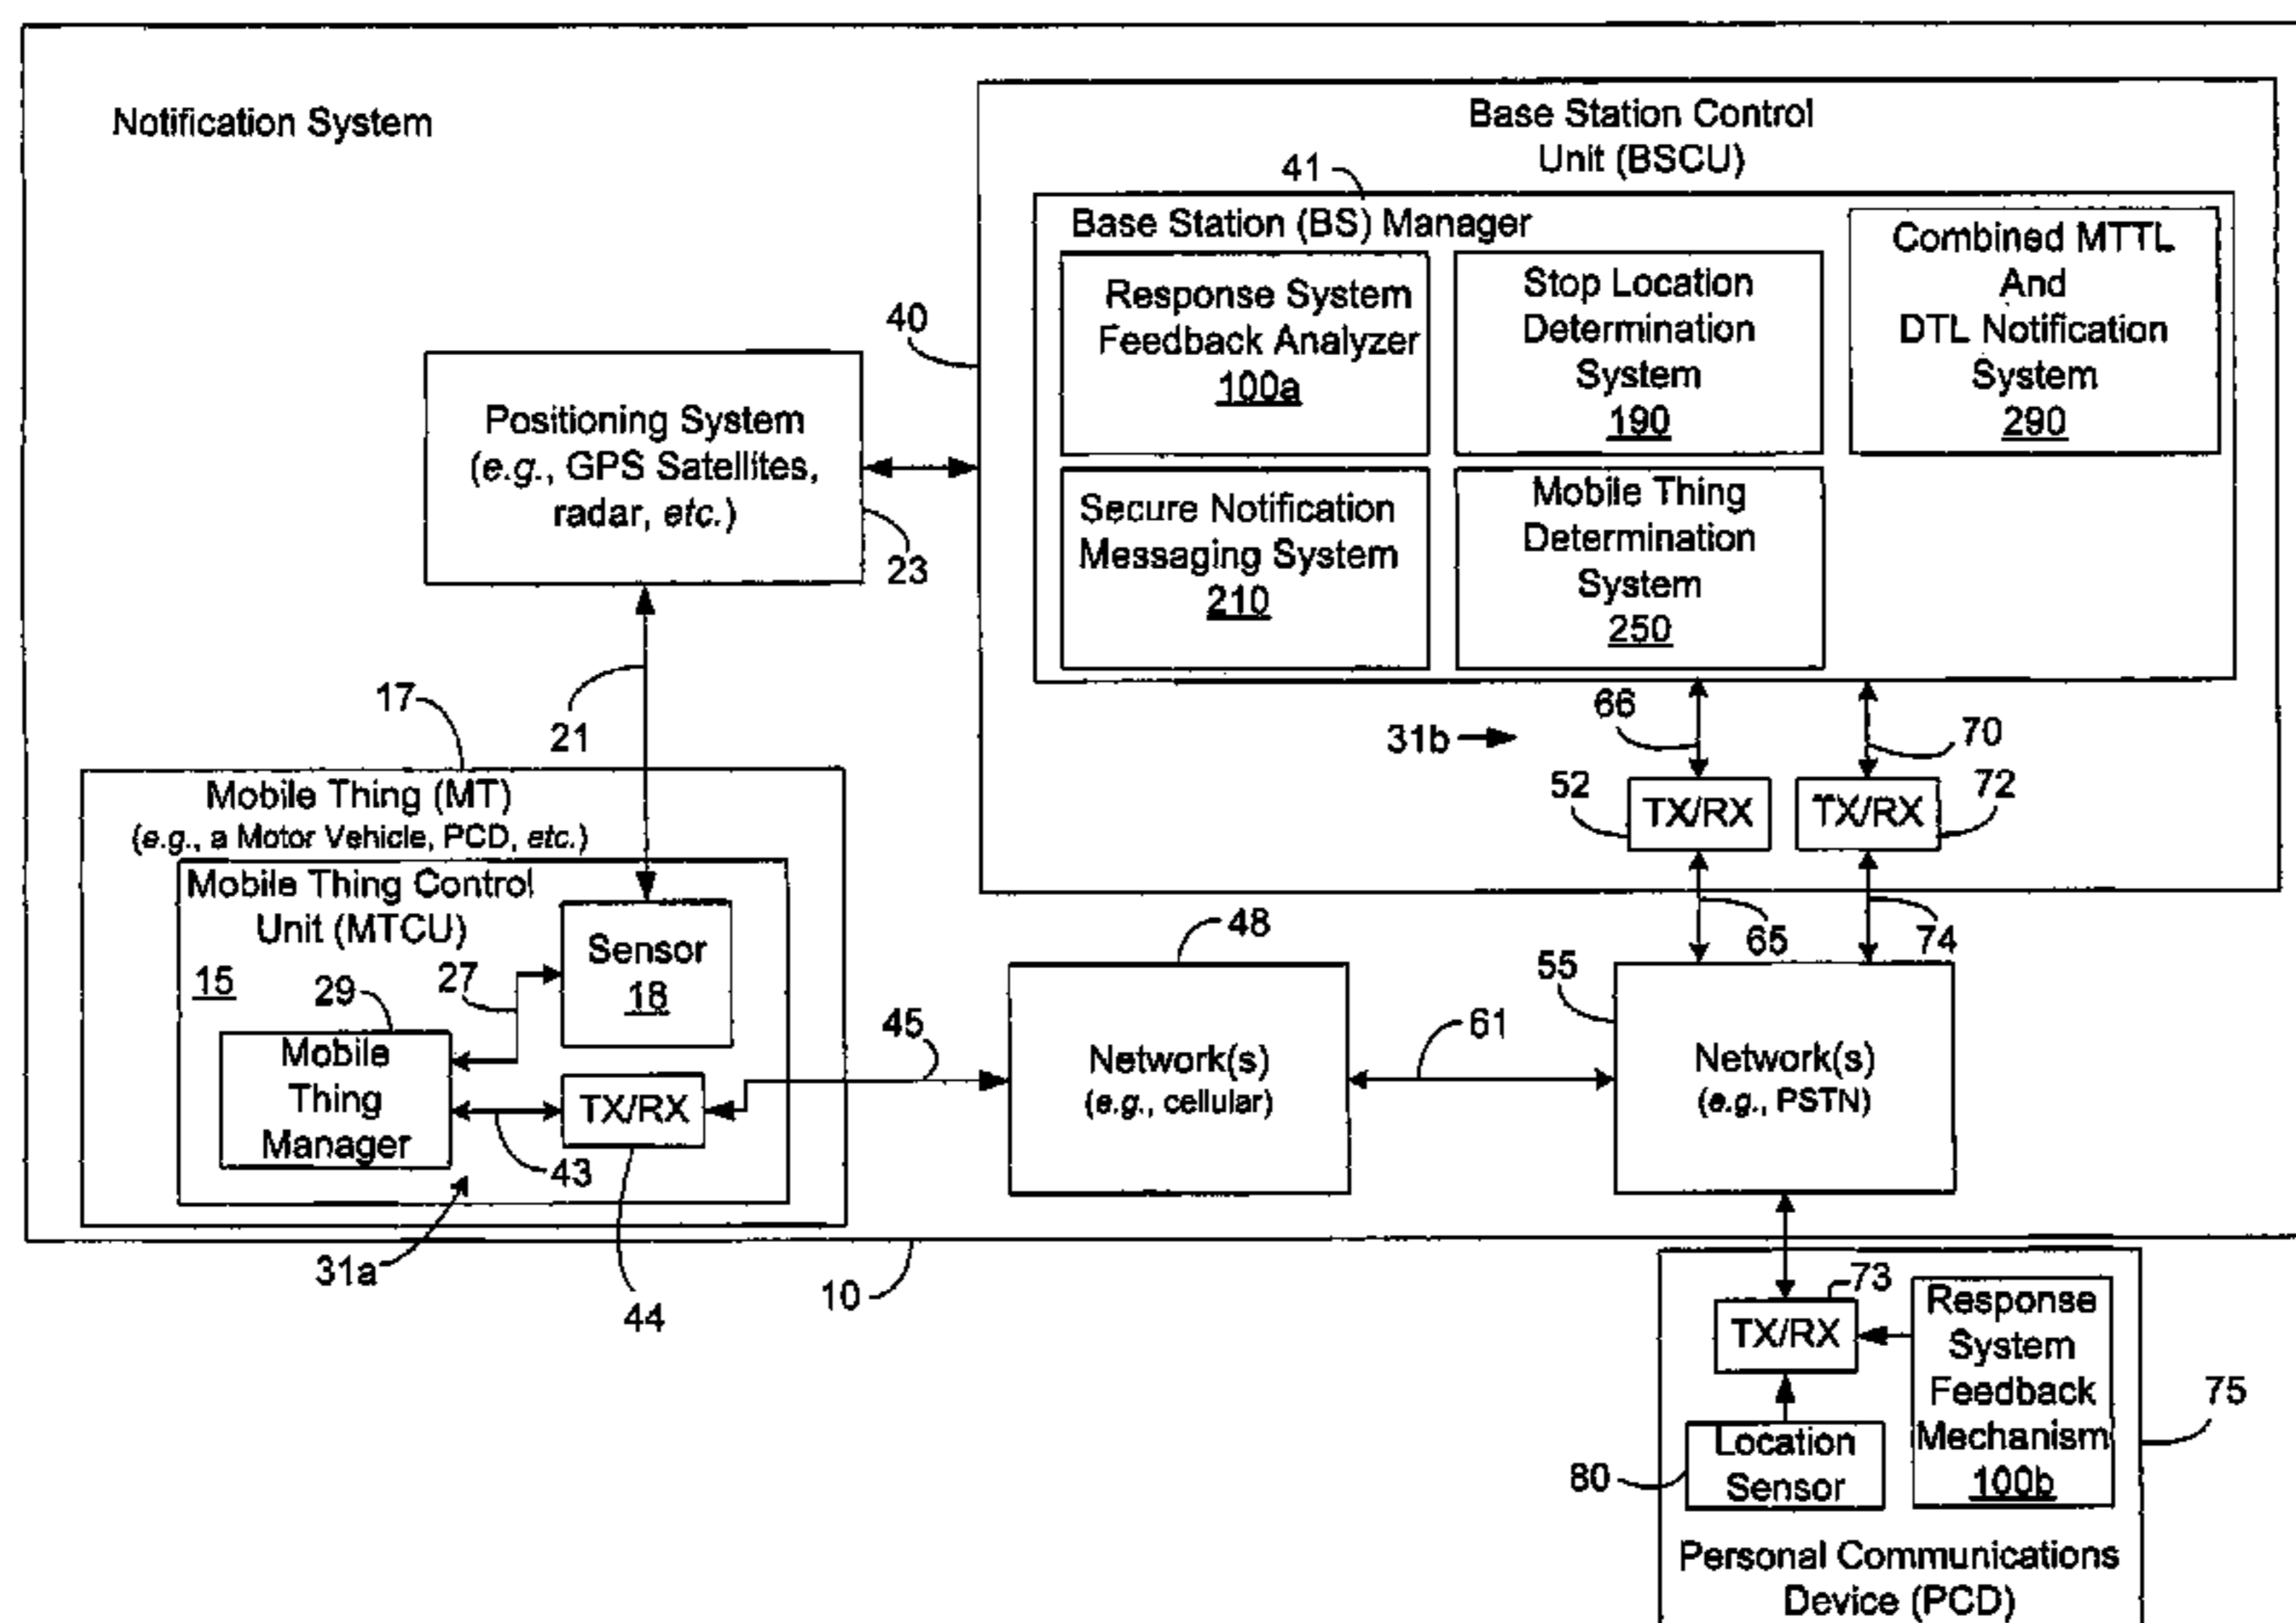 Notification System
Base Station Control
Unit (BSCU)
41
Base Station (BS) Manager
Response System
Feedback Analyzer
100a
Stop Location
Determination
System
190
Combined MTTL
And
DTL Notification
System
290
Secure Notification
Messaging System
210
Mobile Thing
Determination
System
250
40
Positioning System
(e.g., GPS Satellites,
radar, etc.)
23
21
17
66
70
31b
52
TX/RX
TX/RX
72
65
74
Mobile Thing (MT)
(e.g., a Motor Vehicle, PCD, etc.)
Mobile Thing Control
Unit (MTCU)
15
29
27
Sensor
18
Mobile
Thing
Manager
43
TX/RX
44
31a
45
48
Network(s)
(e.g., cellular)
61
55
Network(s)
(e.g., PSTN)
10
73
TX/RX
Response
System
Feedback
Mechanism
100b
75
80
Location
Sensor
Personal Communications
Device (PCD)